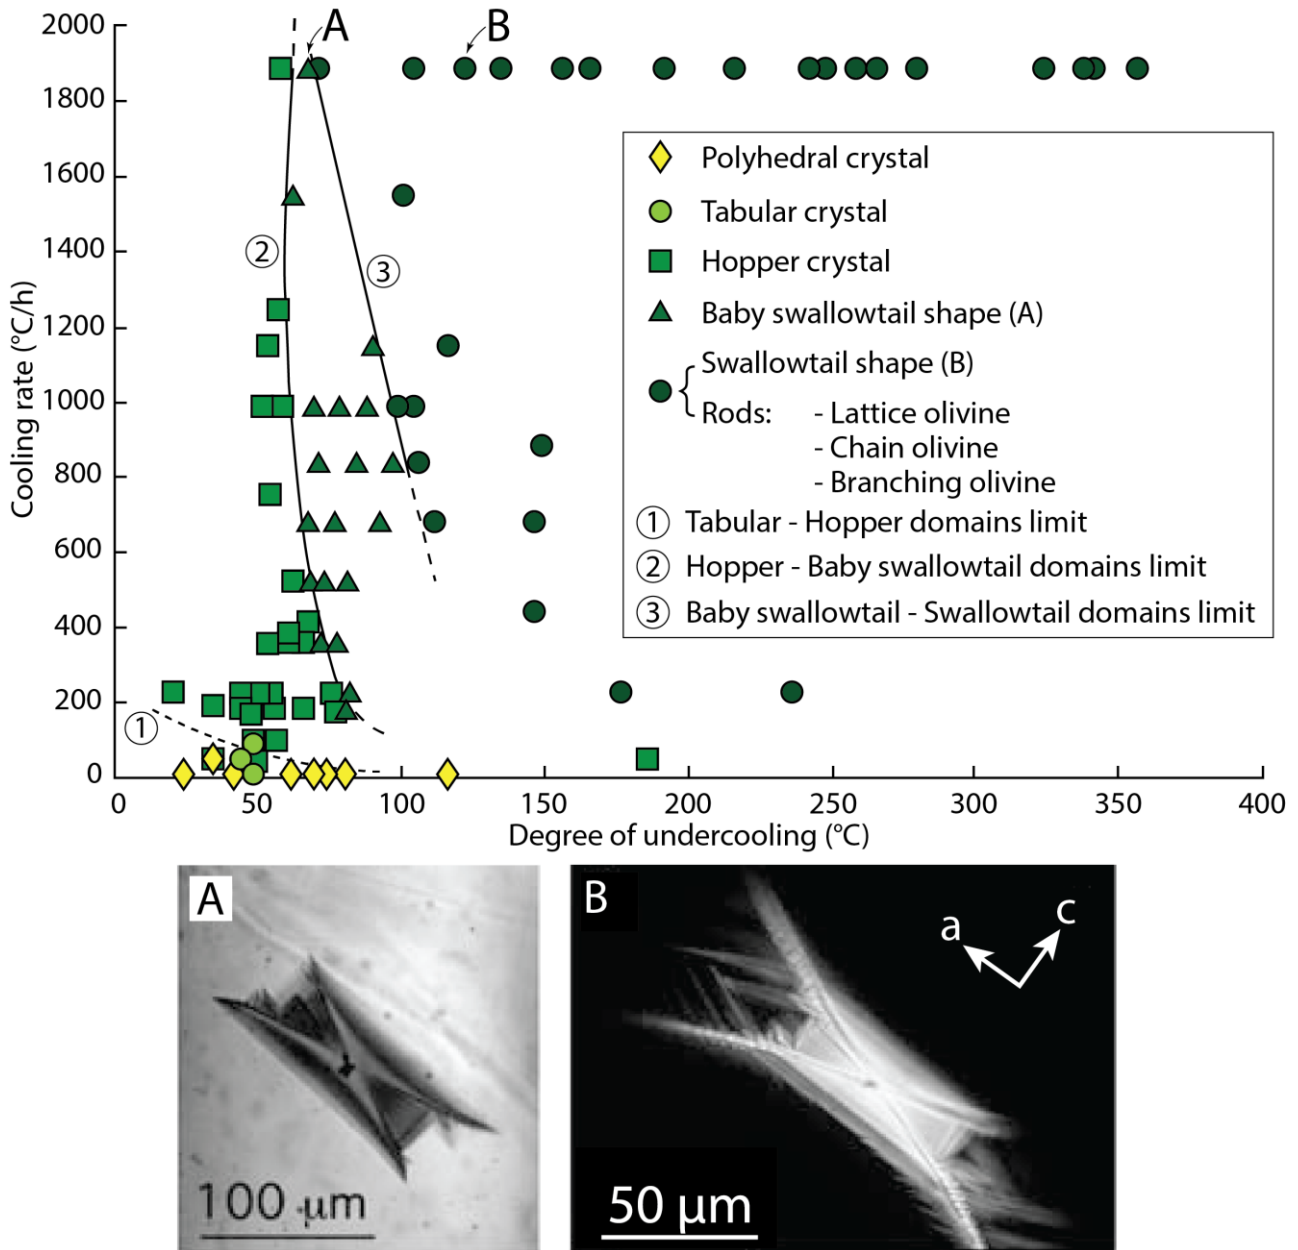 A
B
2000
1800
1600
1400
1200
1000
800
600
400
200
0
Cooling rate (°C/h)
0 50 100 150 200 250 300 350 400
Degree of undercooling (°C)
1
2
3
Polyhedral crystal
Tabular crystal
Hopper crystal
Baby swallowtail shape (A)
Swallowtail shape (B)
Rods: - Lattice olivine
- Chain olivine
- Branching olivine
1 Tabular - Hopper domains limit
2 Hopper - Baby swallowtail domains limit
3 Baby swallowtail - Swallowtail domains limit
A
100 μm
B
a
c
50 μm